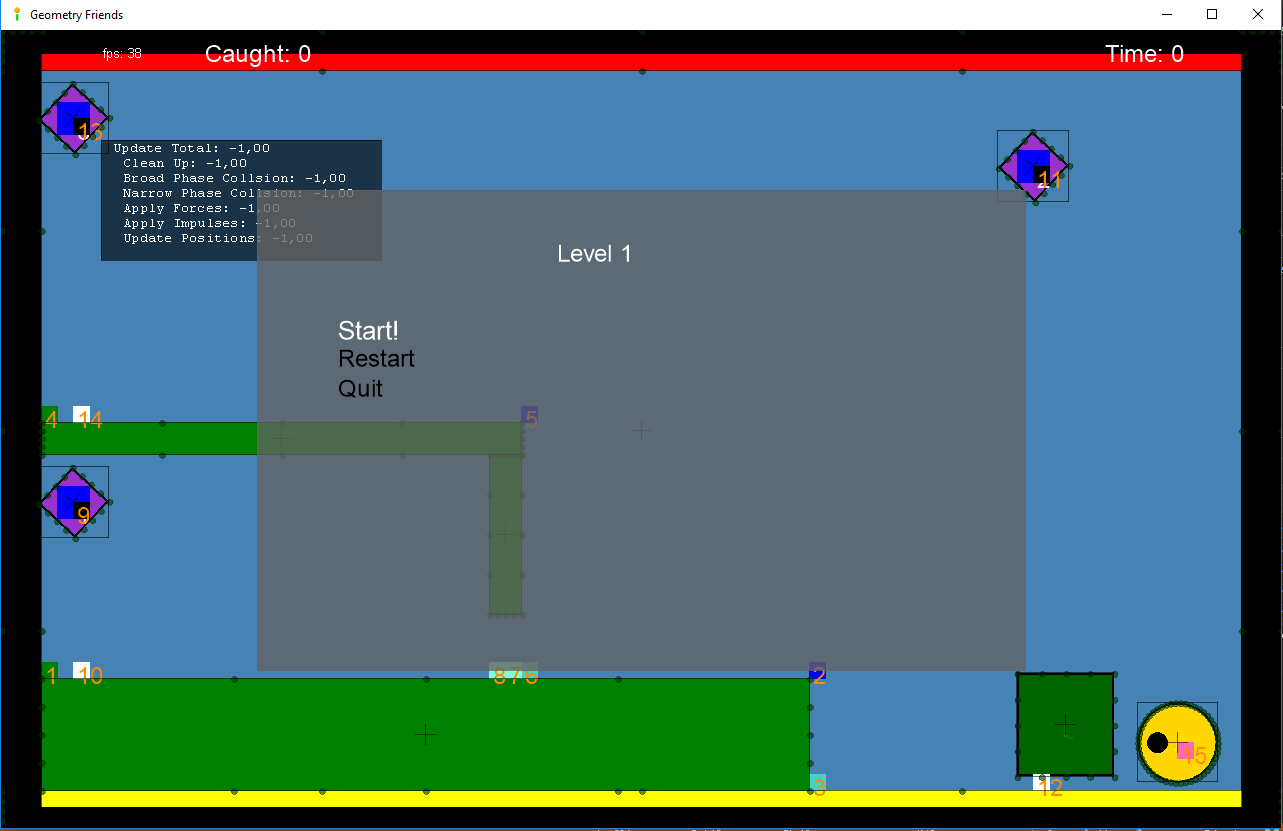 Geometry Friends
fps: 38
Caught: 0
Time: 0
13
Update Total: -1,00
Clean Up: -1,00
Broad Phase Collsion: -1,00
Narrow Phase Collsion: -1,00
Apply Forces: -1,00
Apply Impulses: -1,00
Update Positions: -1,00
11
Level 1
Start!
Restart
Quit
4 14
5
9
1 10
8 7 6
2
15
3
12